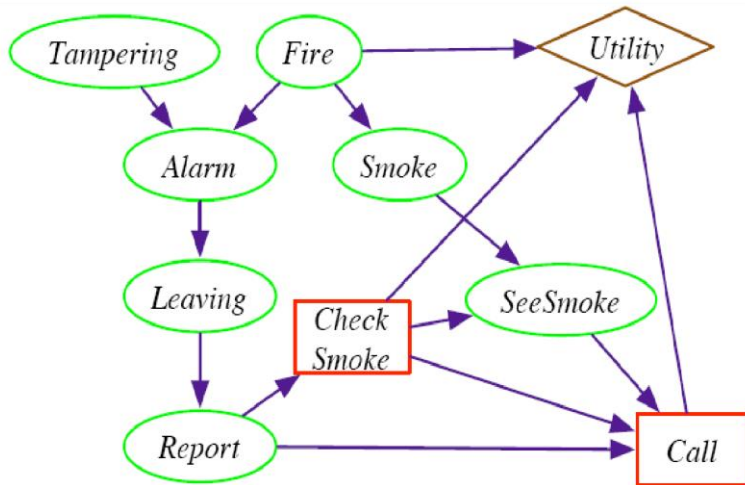 Tampering
Fire
Utility
Alarm
Smoke
Leaving
Check
Smoke
SeeSmoke
Report
Call